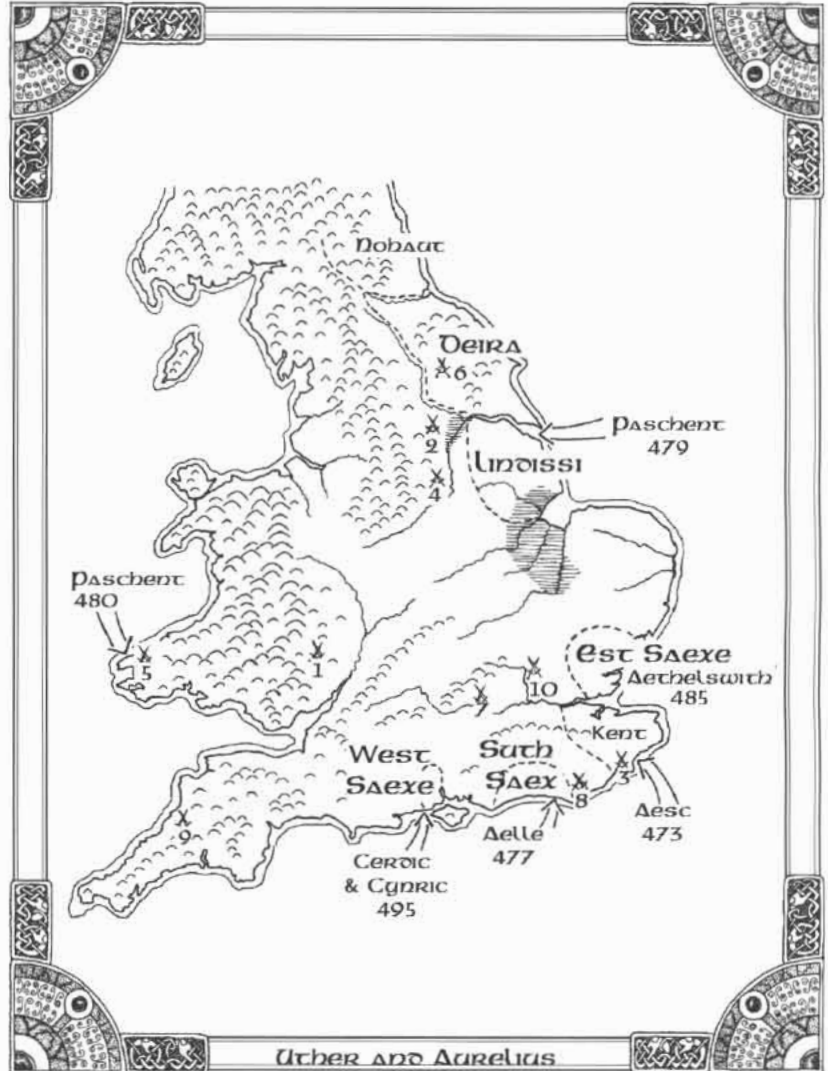 Nohaut
Deira
6
Paschent
479
2
Lindissi
4
Paschent
480
5
1
Est Saexe
Aethelswith
485
10
7
Kent
West
Saexe
Suth
Saex
3
8
Aesc
473
9
Aelle
477
Cerdic
& Cynric
495
Uther and Aurelius